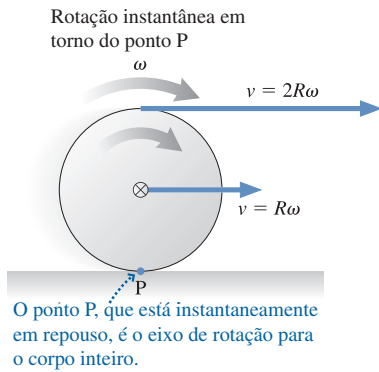 Rotação instantânea em
torno do ponto P
ω
v = 2Rω
v = Rω
P
O ponto P, que está instantaneamente
em repouso, é o eixo de rotação para
o corpo inteiro.